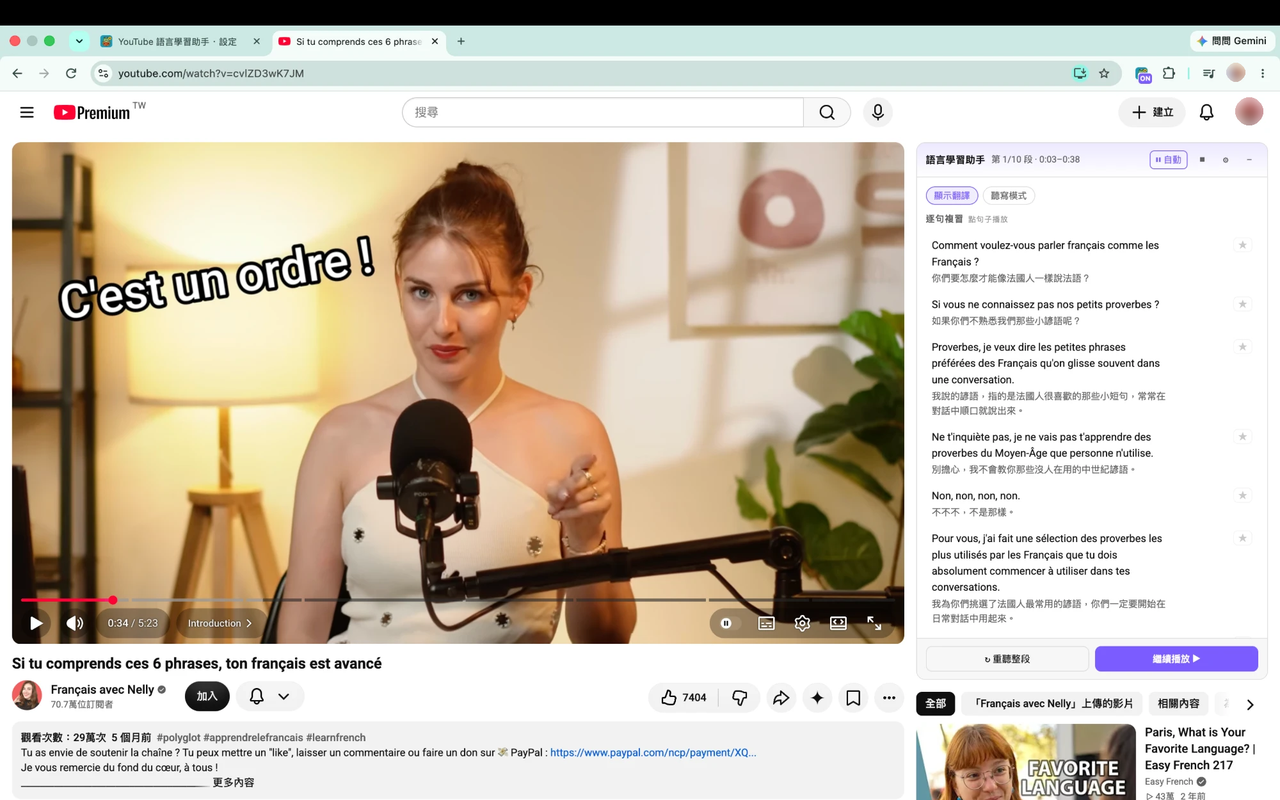 YouTube 語言學習助手 · 設定
Si tu comprends ces 6 phrase
問問 Gemini
youtube.com/watch?v=cvlZD3wK7JM
ON
Premium TW
搜尋
建立
C'est un ordre !
0:34 / 5:23
Introduction
語言學習助手 第 1/10 段 · 0:03–0:38
自動
顯示翻譯
聽寫模式
逐句複習 點句子播放
Comment voulez-vous parler français comme les
Français ?
你們要怎麼才能像法國人一樣說法語？
Si vous ne connaissez pas nos petits proverbes ?
如果你們不熟悉我們那些小諺語呢？
Proverbes, je veux dire les petites phrases
préférées des Français qu'on glisse souvent dans
une conversation.
我說的諺語，指的是法國人很喜歡的那些小短句，常常在
對話中順口就說出來。
Ne t'inquiète pas, je ne vais pas t'apprendre des
proverbes du Moyen-Âge que personne n'utilise.
別擔心，我不會教你那些沒人在用的中世紀諺語。
Non, non, non, non.
不不不，不是那樣。
Pour vous, j'ai fait une sélection des proverbes les
plus utilisés par les Français que tu dois
absolument commencer à utiliser dans tes
conversations.
我為你們挑選了法國人最常用的諺語，你們一定要開始在
日常對話中用起來。
↻ 重聽整段
繼續播放 ▶
Si tu comprends ces 6 phrases, ton français est avancé
Français avec Nelly
70.7萬位訂閱者
加入
7404
觀看次數：29萬次 5 個月前 #polyglot #apprendrelefrancais #learnfrench
Tu as envie de soutenir la chaîne ? Tu peux mettre un "like", laisser un commentaire ou faire un don sur 💸 PayPal : https://www.paypal.com/ncp/payment/XQ...
Je vous remercie du fond du cœur, à tous !
更多內容
全部
「Français avec Nelly」上傳的影片
相關內容
FAVORITE
LANGUAGE
Paris, What is Your
Favorite Language? |
Easy French 217
Easy French
43萬 2 年前